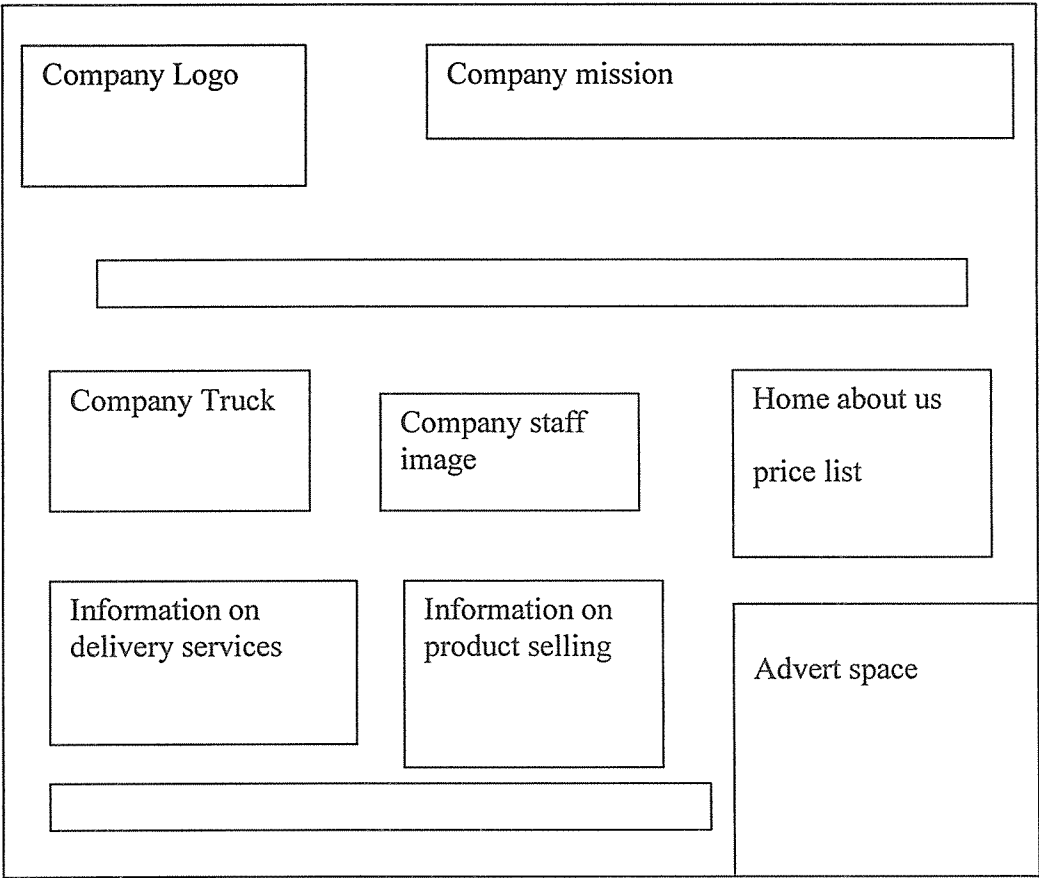 Company Logo
Company mission
Company Truck
Company staff
image
Home about us
price list
Information on
delivery services
Information on
product selling
Advert space